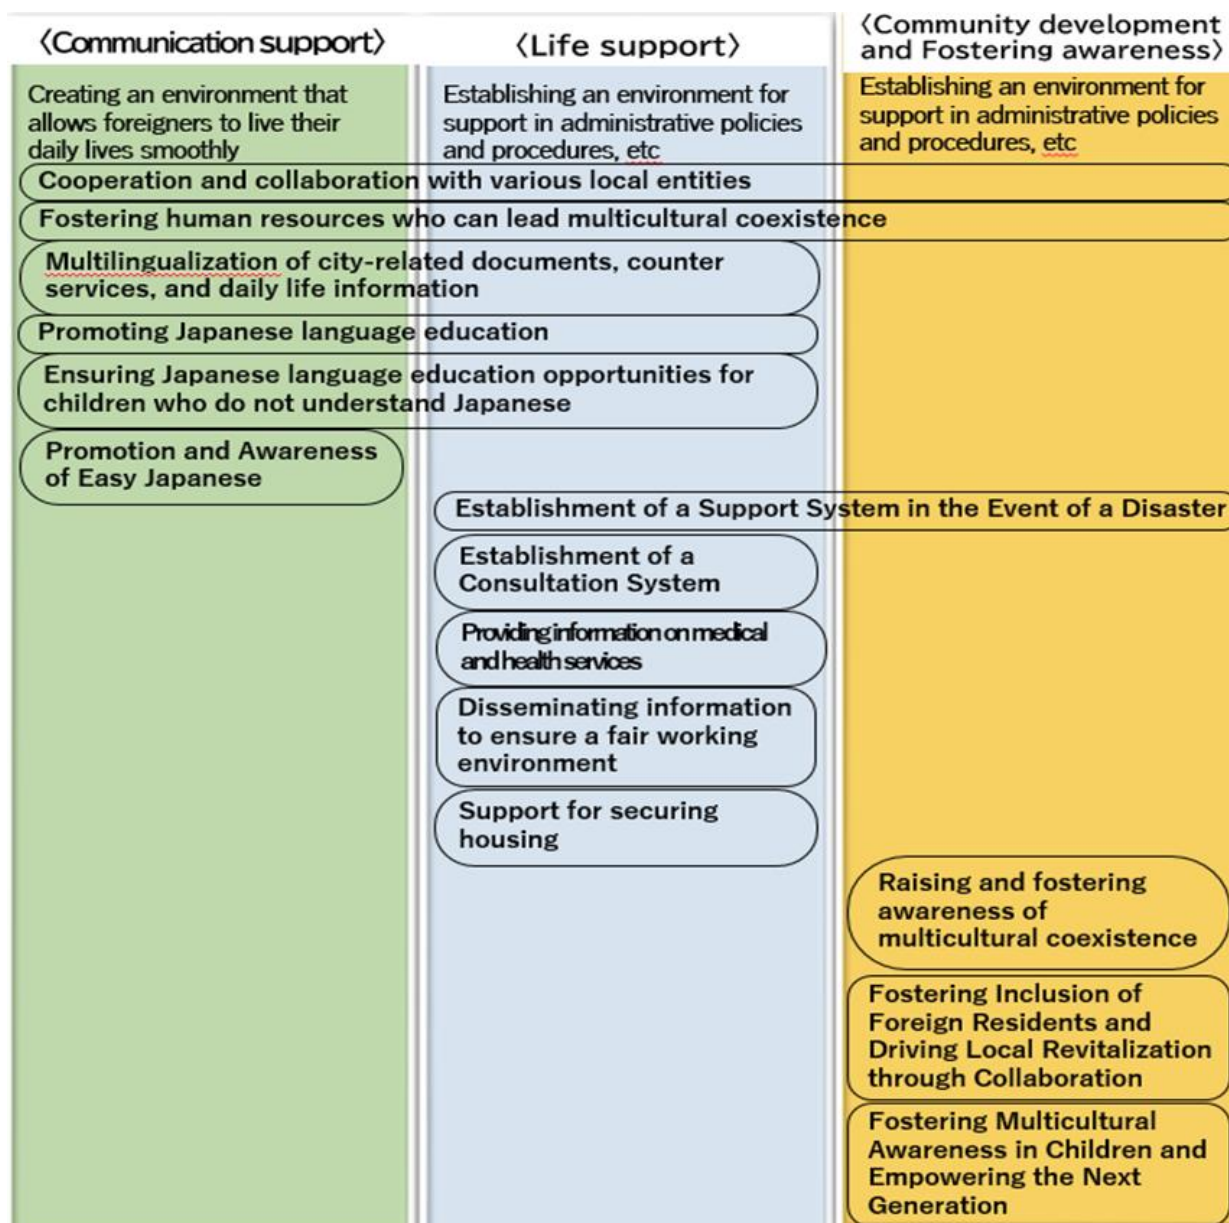 〈Communication support〉
Creating an environment that
allows foreigners to live their
daily lives smoothly
〈Life support〉
Establishing an environment for
support in administrative policies
and procedures, etc
〈Community development
and Fostering awareness〉
Establishing an environment for
support in administrative policies
and procedures, etc
Cooperation and collaboration with various local entities
Fostering human resources who can lead multicultural coexistence
Multilingualization of city-related documents, counter
services, and daily life information
Promoting Japanese language education
Ensuring Japanese language education opportunities for
children who do not understand Japanese
Promotion and Awareness
of Easy Japanese
Establishment of a Support System in the Event of a Disaster
Establishment of a
Consultation System
Providing information on medical
and health services
Disseminating information
to ensure a fair working
environment
Support for securing
housing
Raising and fostering
awareness of
multicultural coexistence
Fostering Inclusion of
Foreign Residents and
Driving Local Revitalization
through Collaboration
Fostering Multicultural
Awareness in Children and
Empowering the Next
Generation